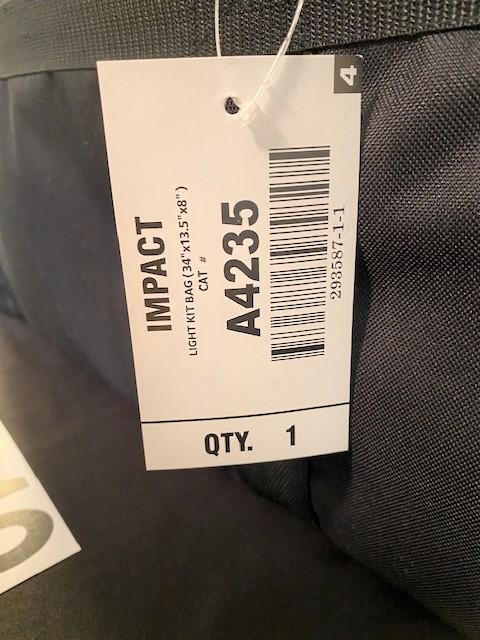 4
IMPACT
LIGHT KIT BAG (34"x13.5"x8")
CAT #
A4235
293587-1-1
QTY. 1